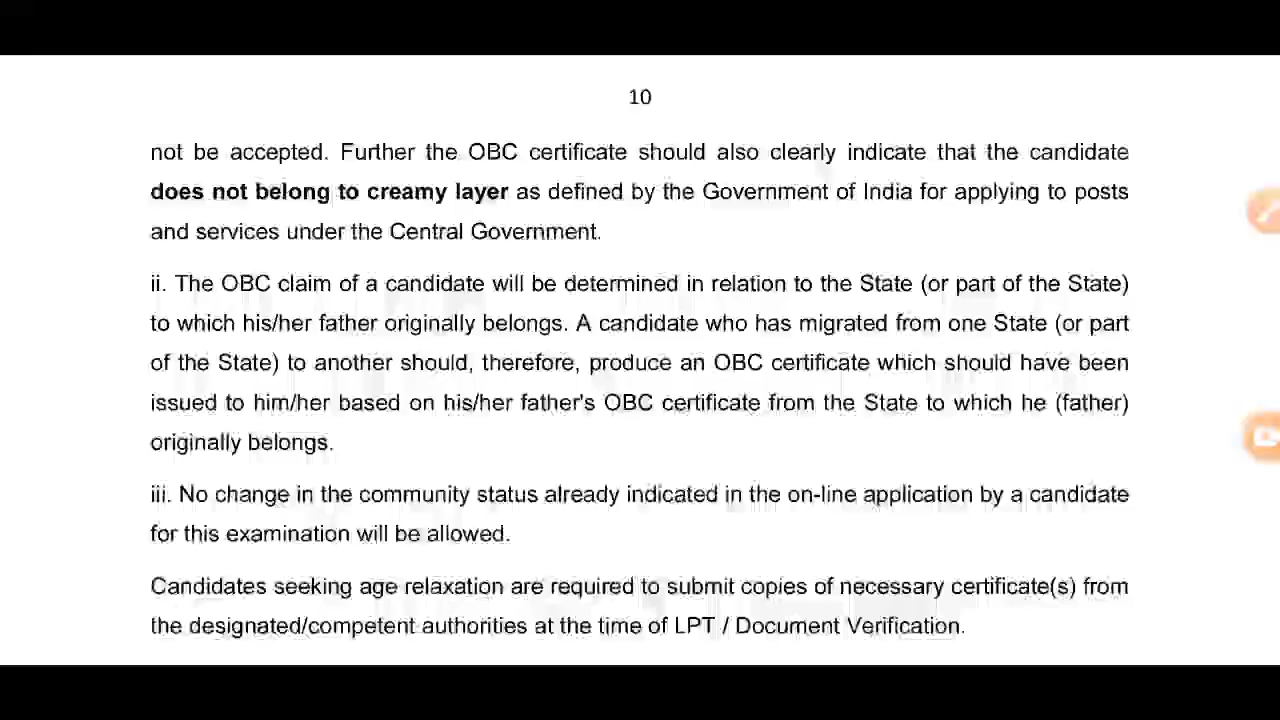 10
not be accepted. Further the OBC certificate should also clearly indicate that the candidate
does not belong to creamy layer as defined by the Government of India for applying to posts
and services under the Central Government.
ii. The OBC claim of a candidate will be determined in relation to the State (or part of the State)
to which his/her father originally belongs. A candidate who has migrated from one State (or part
of the State) to another should, therefore, produce an OBC certificate which should have been
issued to him/her based on his/her father's OBC certificate from the State to which he (father)
originally belongs.
iii. No change in the community status already indicated in the on-line application by a candidate
for this examination will be allowed.
Candidates seeking age relaxation are required to submit copies of necessary certificate(s) from
the designated/competent authorities at the time of LPT / Document Verification.